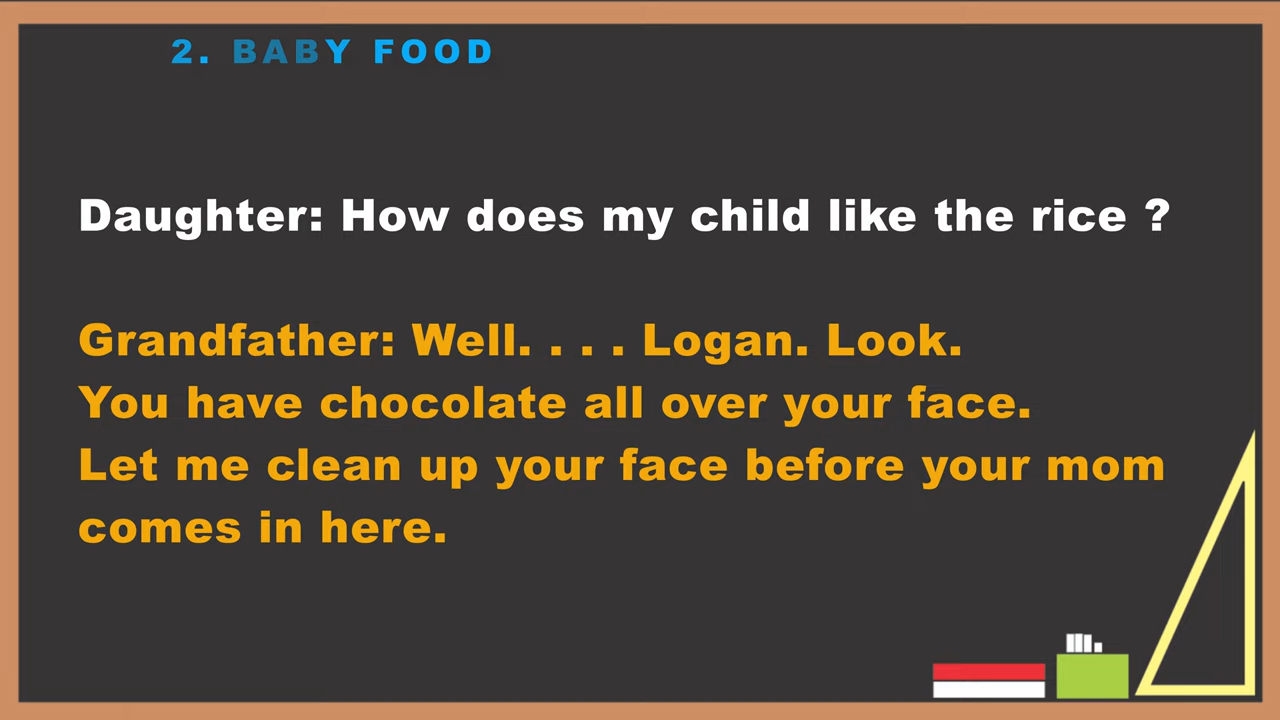 2. BABY FOOD
Daughter: How does my child like the rice ?
Grandfather: Well. . . . Logan. Look.
You have chocolate all over your face.
Let me clean up your face before your mom
comes in here.